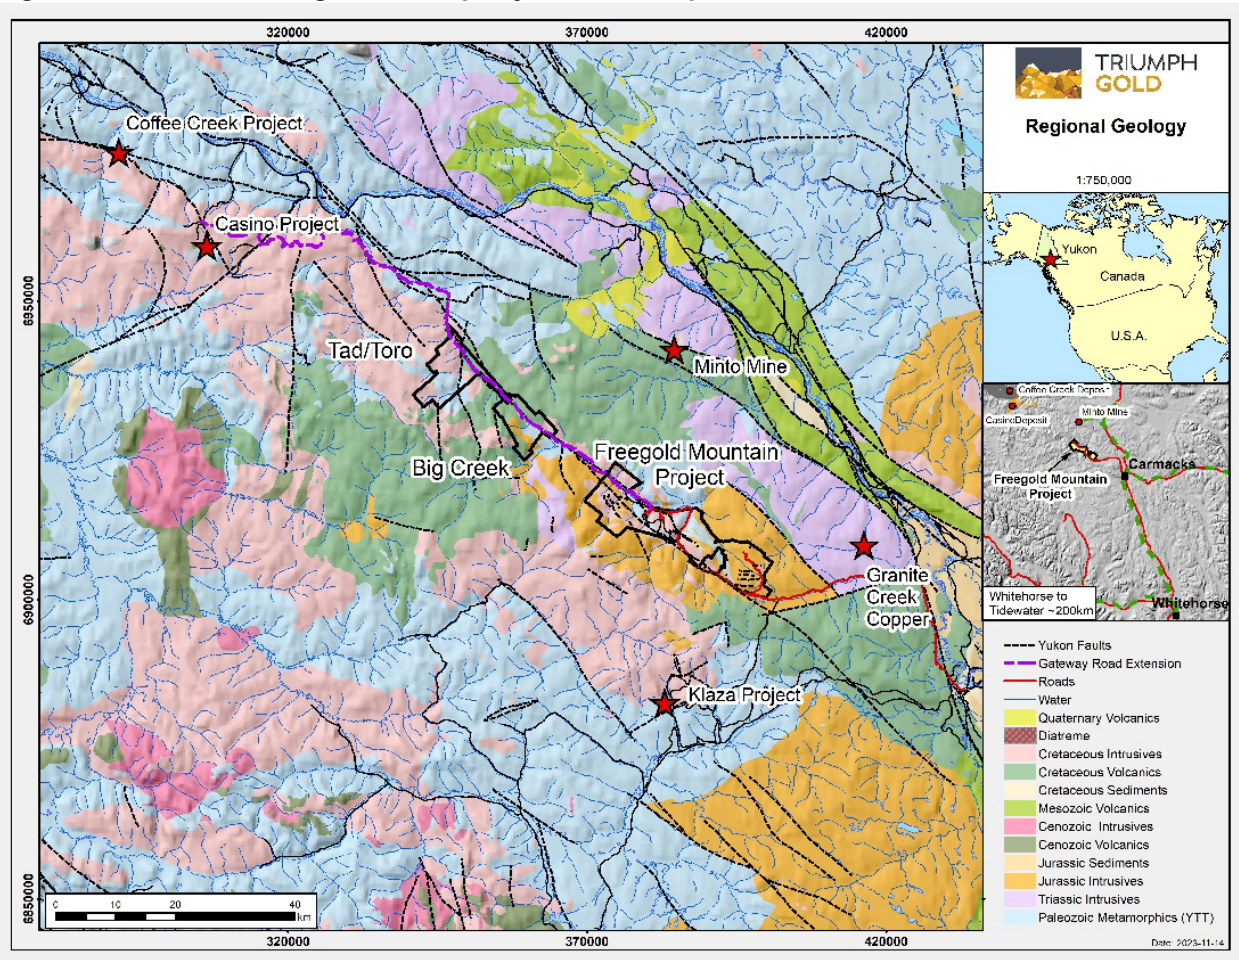 320000
370000
420000
TRIUMPH
GOLD
Regional Geology
1:750,000
Coffee Creek Project
Casino Project
Yukon
Canada
U.S.A.
6950000
Tad/Toro
Minto Mine
Big Creek
Freegold Mountain
Project
Coffee Creek Deposit
CasinoDeposit
Minto Mine
Carmacks
Freegold Mountain
Project
Granite
Creek
Copper
6900000
Whitehorse to
Tidewater ~200km
Whitehorse
Klaza Project
Yukon Faults
Gateway Road Extension
Roads
Water
Quaternary Volcanics
Diatreme
Cretaceous Intrusives
Cretaceous Volcanics
Cretaceous Sediments
Mesozoic Volcanics
Cenozoic Intrusives
Cenozoic Volcanics
Jurassic Sediments
Jurassic Intrusives
Triassic Intrusives
Paleozoic Metamorphics (YTT)
6850000
0 10 20 40
km
320000
370000
420000
Date: 2023-11-14